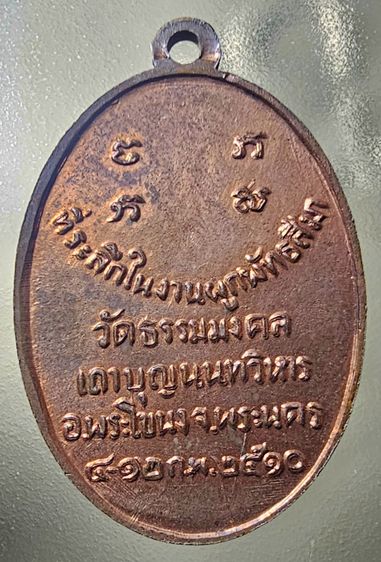 ที่ระลึกในงานผูกพัทธสีมา
วัดธรรมมงคล
เถาบุญนนทวิหาร
อ.พระโขนง จ.พระนคร
๔-๑๒ ก.พ. ๒๕๑๐